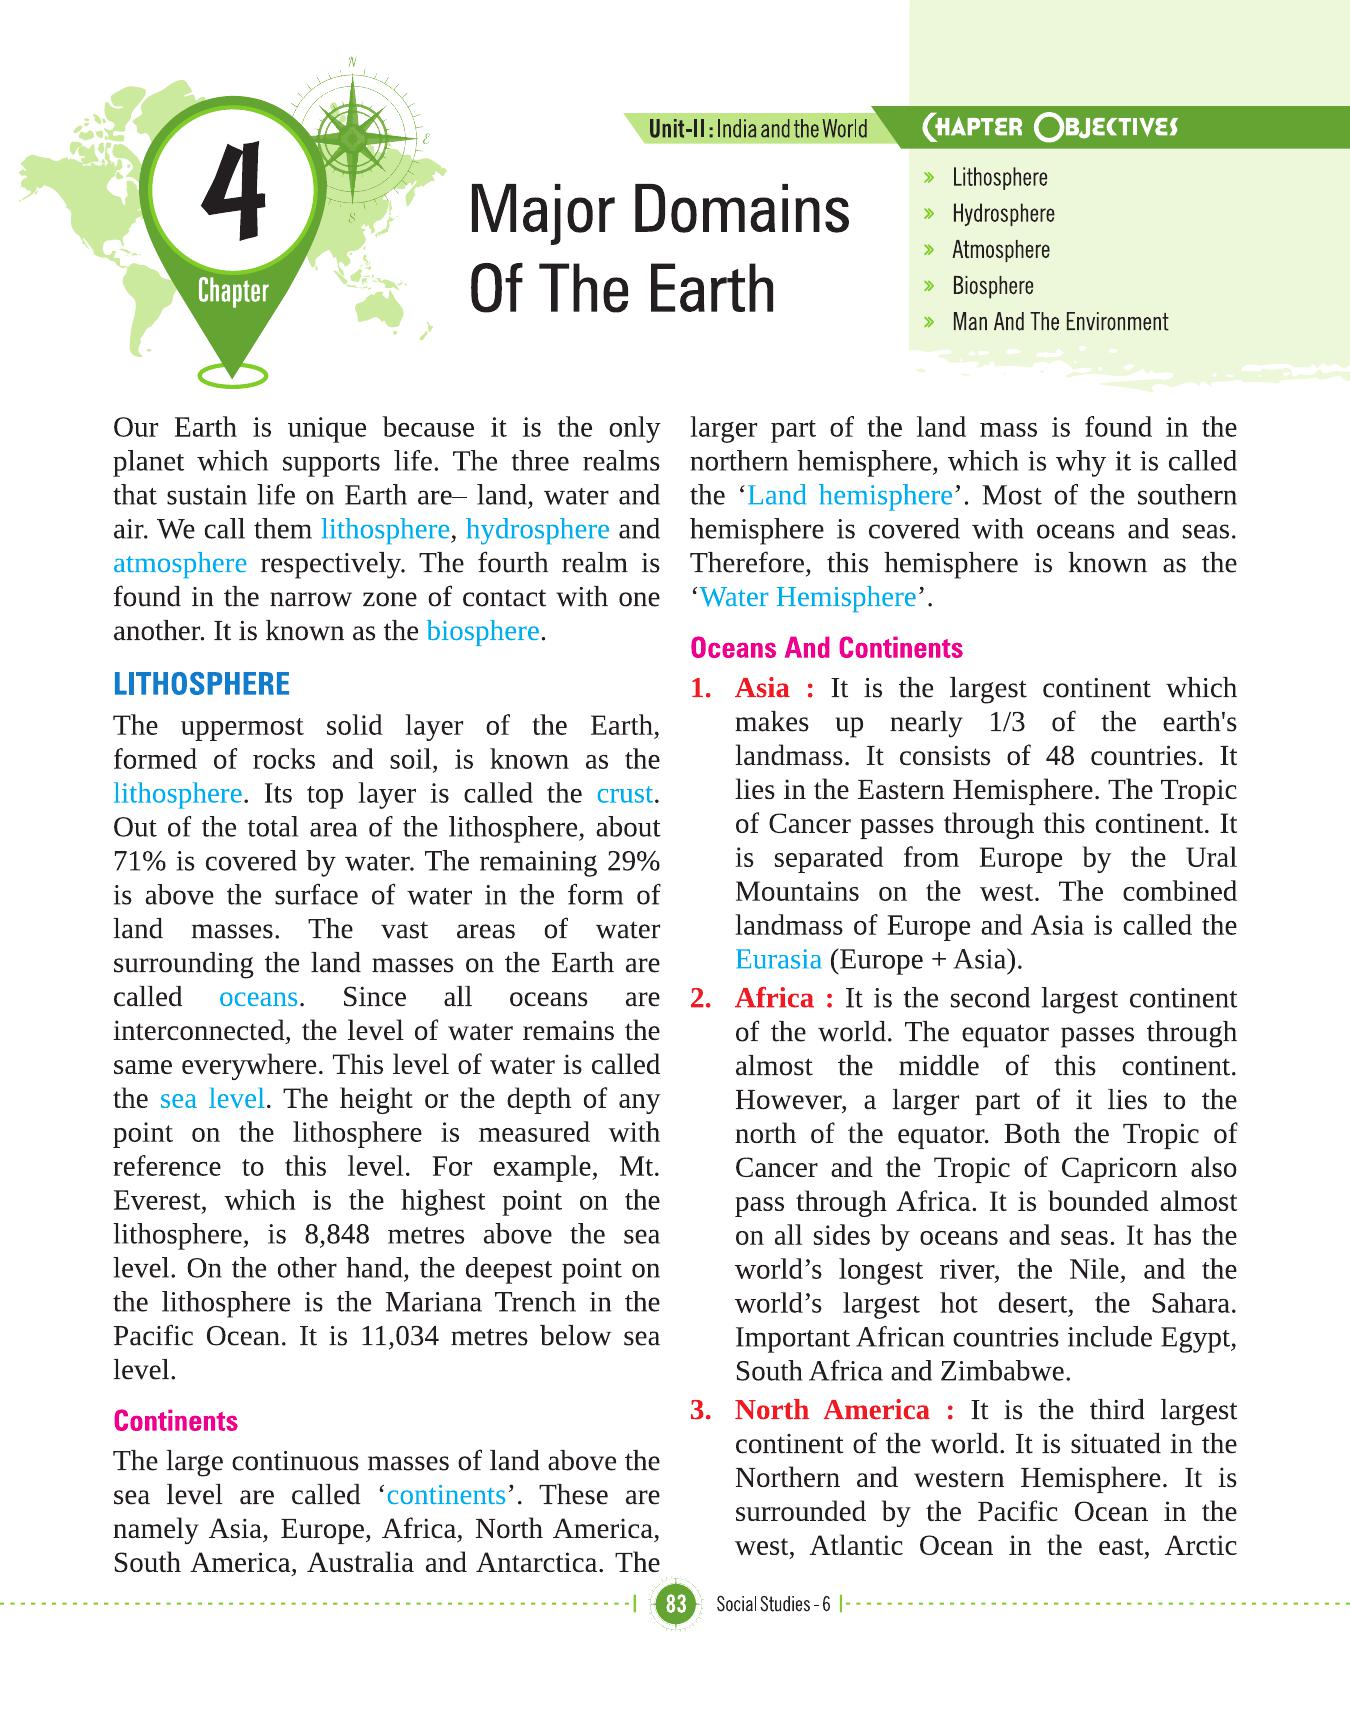 N
E
S
4
Chapter
Unit-II : India and the World
CHAPTER OBJECTIVES
Major Domains
Of The Earth
» Lithosphere
» Hydrosphere
» Atmosphere
» Biosphere
» Man And The Environment
Our Earth is unique because it is the only
planet which supports life. The three realms
that sustain life on Earth are– land, water and
air. We call them lithosphere, hydrosphere and
atmosphere respectively. The fourth realm is
found in the narrow zone of contact with one
another. It is known as the biosphere.
LITHOSPHERE
The uppermost solid layer of the Earth,
formed of rocks and soil, is known as the
lithosphere. Its top layer is called the crust.
Out of the total area of the lithosphere, about
71% is covered by water. The remaining 29%
is above the surface of water in the form of
land masses. The vast areas of water
surrounding the land masses on the Earth are
called oceans. Since all oceans are
interconnected, the level of water remains the
same everywhere. This level of water is called
the sea level. The height or the depth of any
point on the lithosphere is measured with
reference to this level. For example, Mt.
Everest, which is the highest point on the
lithosphere, is 8,848 metres above the sea
level. On the other hand, the deepest point on
the lithosphere is the Mariana Trench in the
Pacific Ocean. It is 11,034 metres below sea
level.
Continents
The large continuous masses of land above the
sea level are called ‘continents’. These are
namely Asia, Europe, Africa, North America,
South America, Australia and Antarctica. The
larger part of the land mass is found in the
northern hemisphere, which is why it is called
the ‘Land hemisphere’. Most of the southern
hemisphere is covered with oceans and seas.
Therefore, this hemisphere is known as the
‘Water Hemisphere’.
Oceans And Continents
1. Asia : It is the largest continent which
makes up nearly 1/3 of the earth's
landmass. It consists of 48 countries. It
lies in the Eastern Hemisphere. The Tropic
of Cancer passes through this continent. It
is separated from Europe by the Ural
Mountains on the west. The combined
landmass of Europe and Asia is called the
Eurasia (Europe + Asia).
2. Africa : It is the second largest continent
of the world. The equator passes through
almost the middle of this continent.
However, a larger part of it lies to the
north of the equator. Both the Tropic of
Cancer and the Tropic of Capricorn also
pass through Africa. It is bounded almost
on all sides by oceans and seas. It has the
world’s longest river, the Nile, and the
world’s largest hot desert, the Sahara.
Important African countries include Egypt,
South Africa and Zimbabwe.
3. North America : It is the third largest
continent of the world. It is situated in the
Northern and western Hemisphere. It is
surrounded by the Pacific Ocean in the
west, Atlantic Ocean in the east, Arctic
83 Social Studies - 6